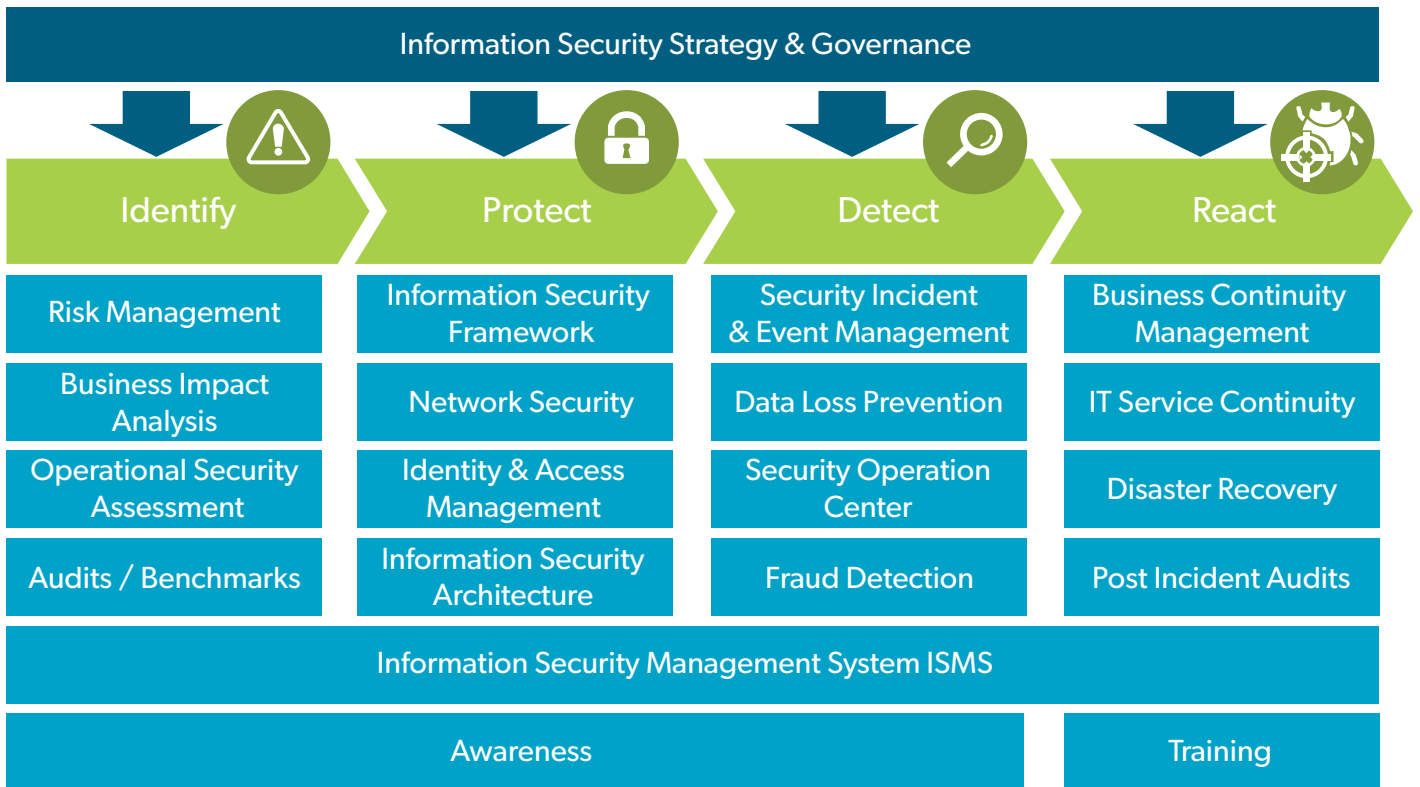 Information Security Strategy & Governance
Identify
Protect
Detect
React
Risk Management
Information Security
Framework
Security Incident
& Event Management
Business Continuity
Management
Business Impact
Analysis
Network Security
Data Loss Prevention
IT Service Continuity
Operational Security
Assessment
Identity & Access
Management
Security Operation
Center
Disaster Recovery
Audits / Benchmarks
Information Security
Architecture
Fraud Detection
Post Incident Audits
Information Security Management System ISMS
Awareness
Training